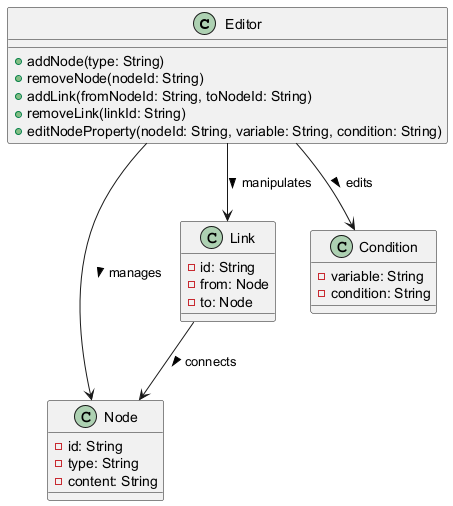 C Editor
addNode(type: String)
removeNode(nodeId: String)
addLink(fromNodeId: String, toNodeId: String)
removeLink(linkId: String)
editNodeProperty(nodeId: String, variable: String, condition: String)
manipulates
edits
C Link
id: String
from: Node
to: Node
C Condition
variable: String
condition: String
manages
connects
C Node
id: String
type: String
content: String